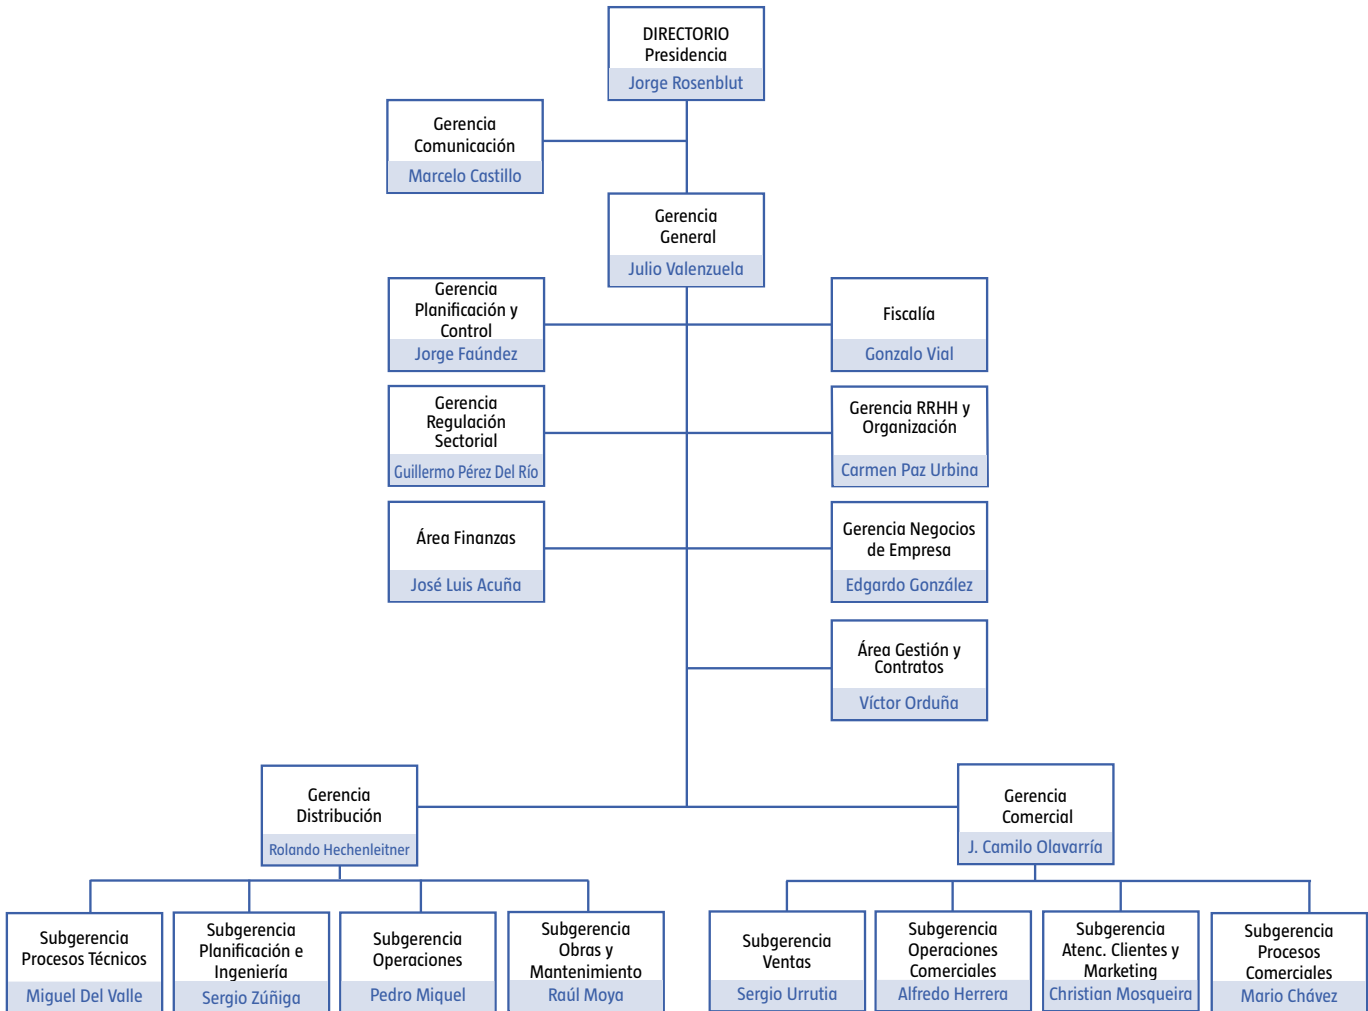 DIRECTORIO
Presidencia
Jorge Rosenblut
Gerencia
Comunicación
Marcelo Castillo
Gerencia
General
Julio Valenzuela
Gerencia
Planificación y
Control
Jorge Faúndez
Fiscalía
Gonzalo Vial
Gerencia
Regulación
Sectorial
Guillermo Pérez Del Río
Gerencia RRHH y
Organización
Carmen Paz Urbina
Área Finanzas
José Luis Acuña
Gerencia Negocios
de Empresa
Edgardo González
Área Gestión y
Contratos
Víctor Orduña
Gerencia
Distribución
Rolando Hechenleitner
Gerencia
Comercial
J. Camilo Olavarría
Subgerencia
Procesos Técnicos
Miguel Del Valle
Subgerencia
Planificación e
Ingeniería
Sergio Zúñiga
Subgerencia
Operaciones
Pedro Miquel
Subgerencia
Obras y
Mantenimiento
Raúl Moya
Subgerencia
Ventas
Sergio Urrutia
Subgerencia
Operaciones
Comerciales
Alfredo Herrera
Subgerencia
Atenc. Clientes y
Marketing
Christian Mosqueira
Subgerencia
Procesos
Comerciales
Mario Chávez